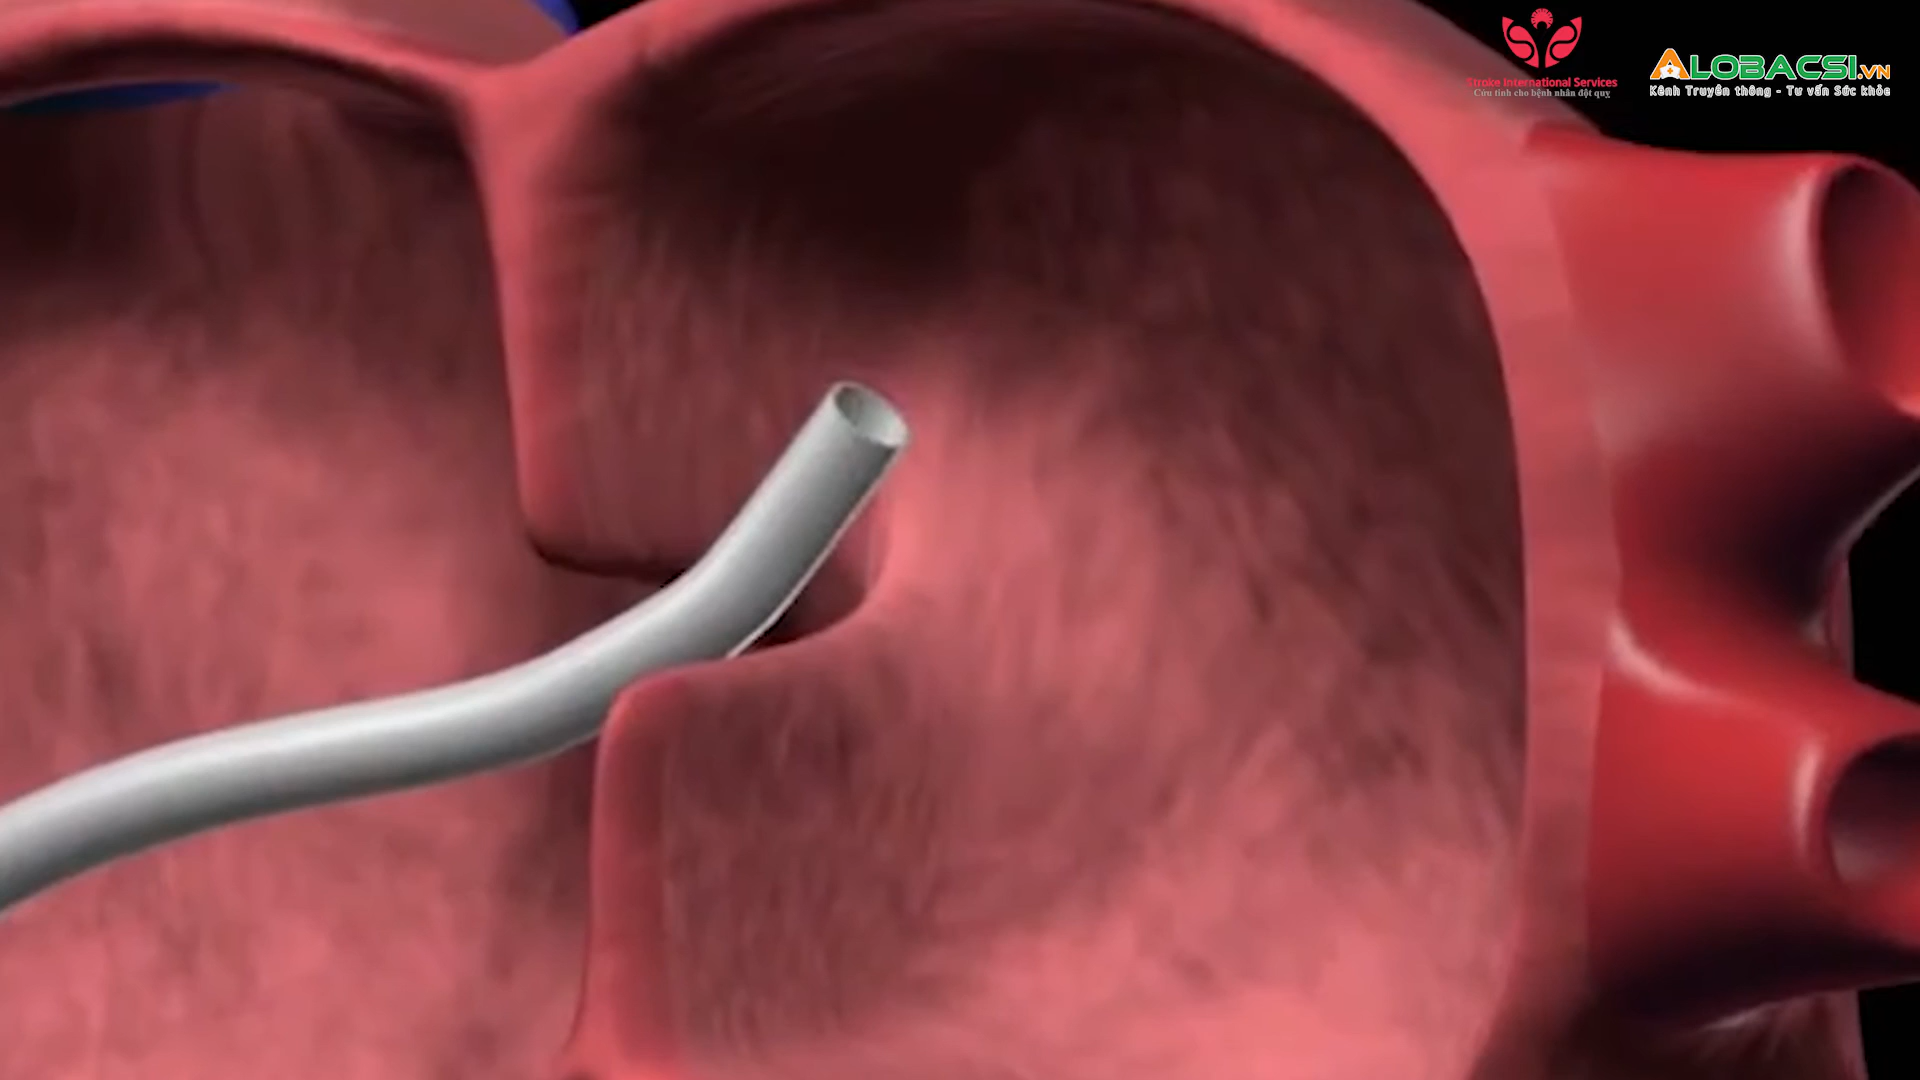 Stroke International Services
Cứu tinh cho bệnh nhân đột quỵ
ALOBACSI.VN
Kênh Truyền thông - Tư vấn Sức khỏe